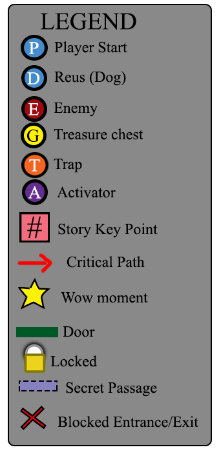 LEGEND
P Player Start
D Reus (Dog)
E Enemy
G Treasure chest
T Trap
A Activator
# Story Key Point
Critical Path
Wow moment
Door
Locked
Secret Passage
Blocked Entrance/Exit